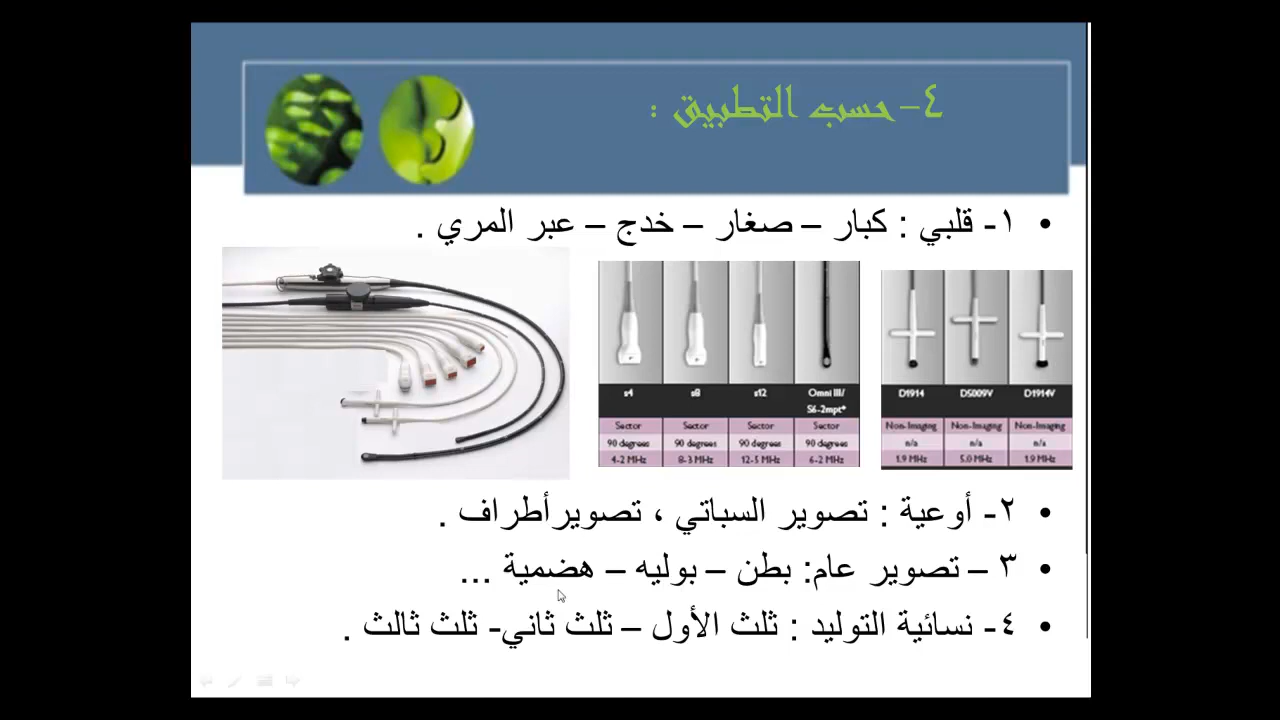 ٤- حسب التطبيق :
• ١- قلبي : كبار – صغار – خدج – عبر المري .
s4 s8 s12 Omni III/
S6-2mpt*
Sector Sector Sector Sector
90 degrees 90 degrees 90 degrees 90 degrees
4-2 MHz 8-3 MHz 12-5 MHz 6-2 MHz
D1914 D5009V D1914V
Non-Imaging Non-Imaging Non-Imaging
n/a n/a n/a
1.9 MHz 5.0 MHz 1.9 MHz
• ٢- أوعية : تصوير السباتي ، تصويرأطراف .
• ٣ – تصوير عام: بطن – بوليه – هضمية ...
• ٤- نسائية التوليد : ثلث الأول – ثلث ثاني- ثلث ثالث .